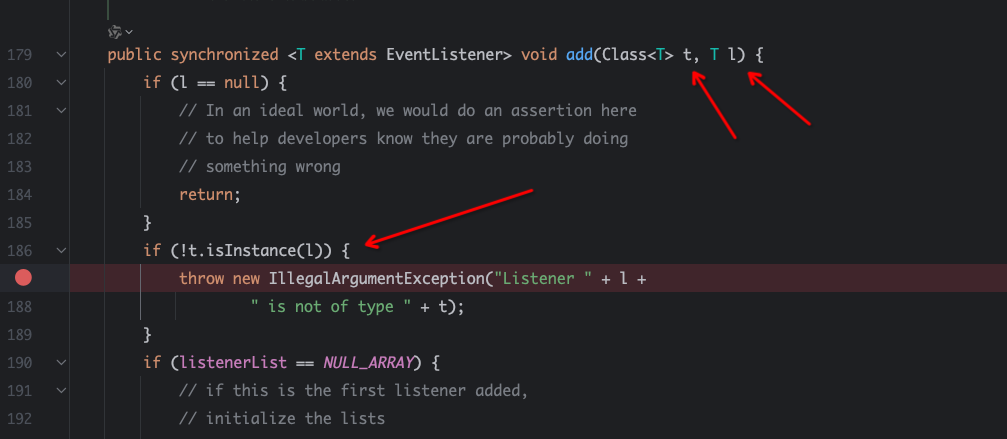 179 public synchronized <T extends EventListener> void add(Class<T> t, T l) {
180 if (l == null) {
181 // In an ideal world, we would do an assertion here
182 // to help developers know they are probably doing
183 // something wrong
184 return;
185 }
186 if (!t.isInstance(l)) {
throw new IllegalArgumentException("Listener " + l +
188 " is not of type " + t);
189 }
190 if (listenerList == NULL_ARRAY) {
191 // if this is the first listener added,
192 // initialize the lists